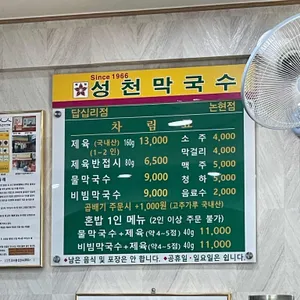 Since 1966
성천막국수
답십리점 논현점
차림표
제육 (국내산) 160g 13,000 소주 4,000
(1~2인) 막걸리 4,000
제육반접시 80g 6,500 맥주 5,000
물막국수 9,000 청하 5,000
비빔막국수 9,000 음료수 2,000
곱배기 주문시 +1,000원 (고추가루 국내산)
혼밥 1인 메뉴 (2인 이상 주문 불가)
물막국수+제육(약4~5점) 40g 11,000
비빔막국수+제육(약4~5점) 40g 11,000
★남은 음식 및 포장은 안 합니다. ★공휴일·일요일은 쉽니다.